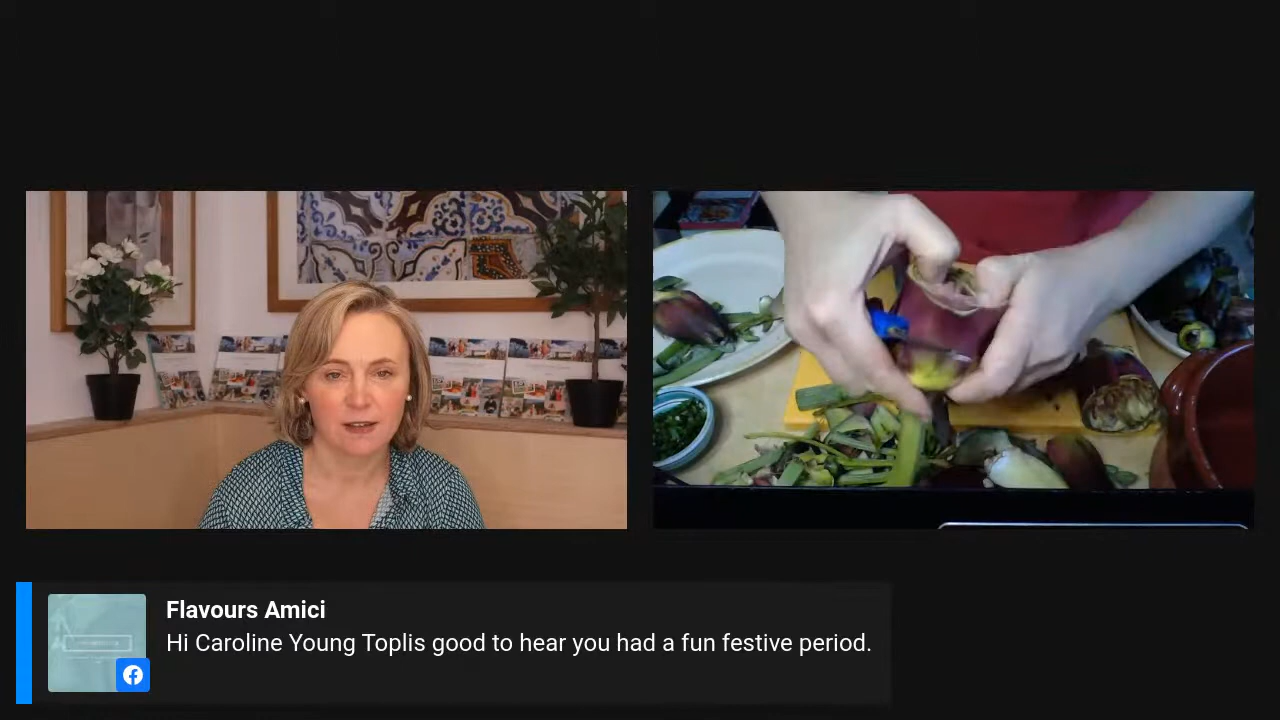 Flavours Amici
Hi Caroline Young Toplis good to hear you had a fun festive period.